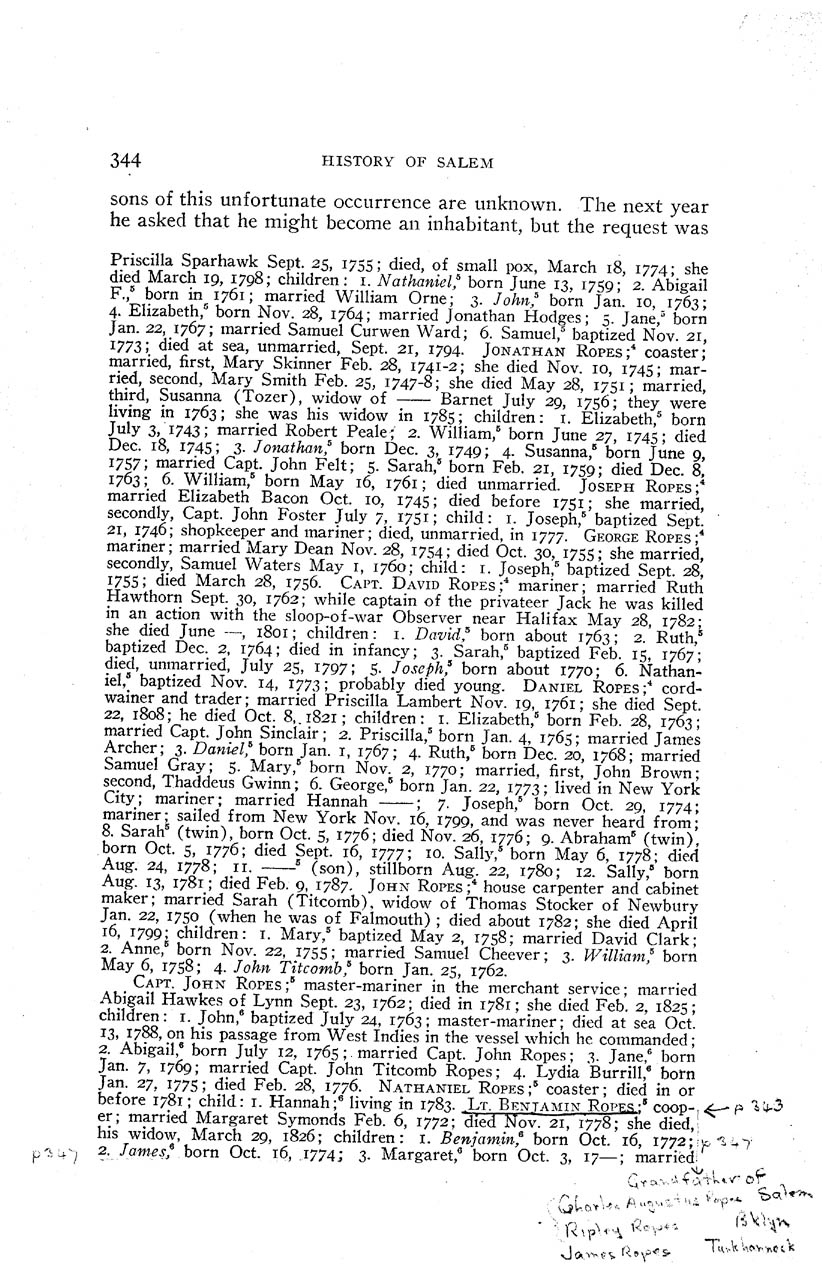 344 HISTORY OF SALEM
sons of this unfortunate occurrence are unknown. The next year
he asked that he might become an inhabitant, but the request was
Priscilla Sparhawk Sept. 25, 1755; died, of small pox, March 18, 1774; she
died March 19, 1798; children: 1. Nathaniel,⁵ born June 13, 1759; 2. Abigail
F.,⁵ born in 1761; married William Orne; 3. John,⁵ born Jan. 10, 1763;
4. Elizabeth,⁵ born Nov. 28, 1764; married Jonathan Hodges; 5. Jane,⁵ born
Jan. 22, 1767; married Samuel Curwen Ward; 6. Samuel,⁵ baptized Nov. 21,
1773; died at sea, unmarried, Sept. 21, 1794. JONATHAN ROPES;⁴ coaster;
married, first, Mary Skinner Feb. 28, 1741-2; she died Nov. 10, 1745; mar-
ried, second, Mary Smith Feb. 25, 1747-8; she died May 28, 1751; married,
third, Susanna (Tozer), widow of —— Barnet July 29, 1756; they were
living in 1763; she was his widow in 1785; children: 1. Elizabeth,⁵ born
July 3, 1743; married Robert Peale; 2. William,⁵ born June 27, 1745; died
Dec. 18, 1745; 3. Jonathan,⁵ born Dec. 3, 1749; 4. Susanna,⁵ born June 9,
1757; married Capt. John Felt; 5. Sarah,⁵ born Feb. 21, 1759; died Dec. 8,
1763; 6. William,⁵ born May 16, 1761; died unmarried. JOSEPH ROPES;⁴
married Elizabeth Bacon Oct. 10, 1745; died before 1751; she married,
secondly, Capt. John Foster July 7, 1751; child: 1. Joseph,⁵ baptized Sept.
21, 1746; shopkeeper and mariner; died, unmarried, in 1777. GEORGE ROPES;⁴
mariner; married Mary Dean Nov. 28, 1754; died Oct. 30, 1755; she married,
secondly, Samuel Waters May 1, 1760; child: 1. Joseph,⁵ baptized Sept. 28,
1755; died March 28, 1756. CAPT. DAVID ROPES;⁴ mariner; married Ruth
Hawthorn Sept. 30, 1762; while captain of the privateer Jack he was killed
in an action with the sloop-of-war Observer near Halifax May 28, 1782;
she died June —, 1801; children: 1. David,⁵ born about 1763; 2. Ruth,⁵
baptized Dec. 2, 1764; died in infancy; 3. Sarah,⁵ baptized Feb. 15, 1767;
died, unmarried, July 25, 1797; 5. Joseph,⁵ born about 1770; 6. Nathan-
iel,⁵ baptized Nov. 14, 1773; probably died young. DANIEL ROPES;⁴ cord-
wainer and trader; married Priscilla Lambert Nov. 19, 1761; she died Sept.
22, 1808; he died Oct. 8, 1821; children: 1. Elizabeth,⁵ born Feb. 28, 1763;
married Capt. John Sinclair; 2. Priscilla,⁵ born Jan. 4, 1765; married James
Archer; 3. Daniel,⁵ born Jan. 1, 1767; 4. Ruth,⁵ born Dec. 20, 1768; married
Samuel Gray; 5. Mary,⁵ born Nov. 2, 1770; married, first, John Brown;
second, Thaddeus Gwinn; 6. George,⁵ born Jan. 22, 1773; lived in New York
City; mariner; married Hannah ——; 7. Joseph,⁵ born Oct. 29, 1774;
mariner; sailed from New York Nov. 16, 1799, and was never heard from;
8. Sarah⁵ (twin), born Oct. 5, 1776; died Nov. 26, 1776; 9. Abraham⁵ (twin),
born Oct. 5, 1776; died Sept. 16, 1777; 10. Sally,⁵ born May 6, 1778; died
Aug. 24, 1778; 11. ——⁵ (son), stillborn Aug. 22, 1780; 12. Sally,⁵ born
Aug. 13, 1781; died Feb. 9, 1787. JOHN ROPES;⁴ house carpenter and cabinet
maker; married Sarah (Titcomb), widow of Thomas Stocker of Newbury
Jan. 22, 1750 (when he was of Falmouth); died about 1782; she died April
16, 1799; children: 1. Mary,⁵ baptized May 2, 1758; married David Clark;
2. Anne,⁵ born Nov. 22, 1755; married Samuel Cheever; 3. William,⁵ born
May 6, 1758; 4. John Titcomb,⁵ born Jan. 25, 1762.
CAPT. JOHN ROPES;⁵ master-mariner in the merchant service; married
Abigail Hawkes of Lynn Sept. 23, 1762; died in 1781; she died Feb. 2, 1825;
children: 1. John,⁶ baptized July 24, 1763; master-mariner; died at sea Oct.
13, 1788, on his passage from West Indies in the vessel which he commanded;
2. Abigail,⁶ born July 12, 1765; married Capt. John Ropes; 3. Jane,⁶ born
Jan. 7, 1769; married Capt. John Titcomb Ropes; 4. Lydia Burrill,⁶ born
Jan. 27, 1775; died Feb. 28, 1776. NATHANIEL ROPES;⁵ coaster; died in or
before 1781; child: 1. Hannah;⁶ living in 1783. LT. BENJAMIN ROPES;⁵ coop- ← p 343
er; married Margaret Symonds Feb. 6, 1772; died Nov. 21, 1778; she died,
his widow, March 29, 1826; children: 1. Benjamin,⁶ born Oct. 16, 1772; p 347
p 347 2. James,⁶ born Oct. 16, 1774; 3. Margaret,⁶ born Oct. 3, 17—; married
Grandfather of
Charles Augustus Ropes Salem
Ripley Ropes Bklyn
James Ropes Tunkhannock